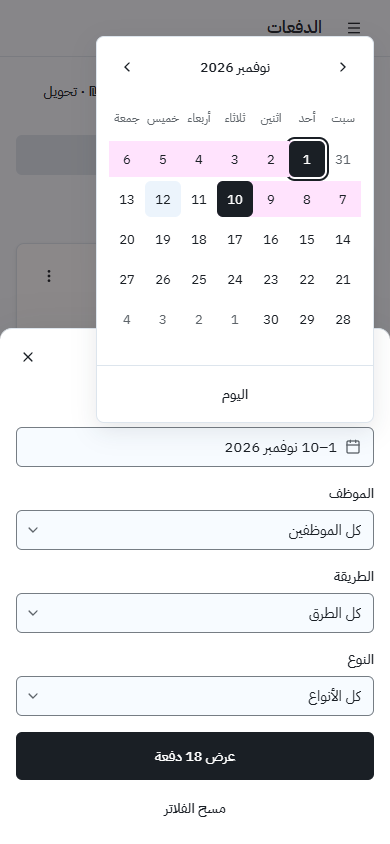 الدفعات
· تحويل
نوفمبر 2026
سبت أحد اثنين ثلاثاء أربعاء خميس جمعة
31 1 2 3 4 5 6
7 8 9 10 11 12 13
14 15 16 17 18 19 20
21 22 23 24 25 26 27
28 29 30 1 2 3 4
اليوم
1–10 نوفمبر 2026
الموظف
كل الموظفين
الطريقة
كل الطرق
النوع
كل الأنواع
عرض 18 دفعة
مسح الفلاتر